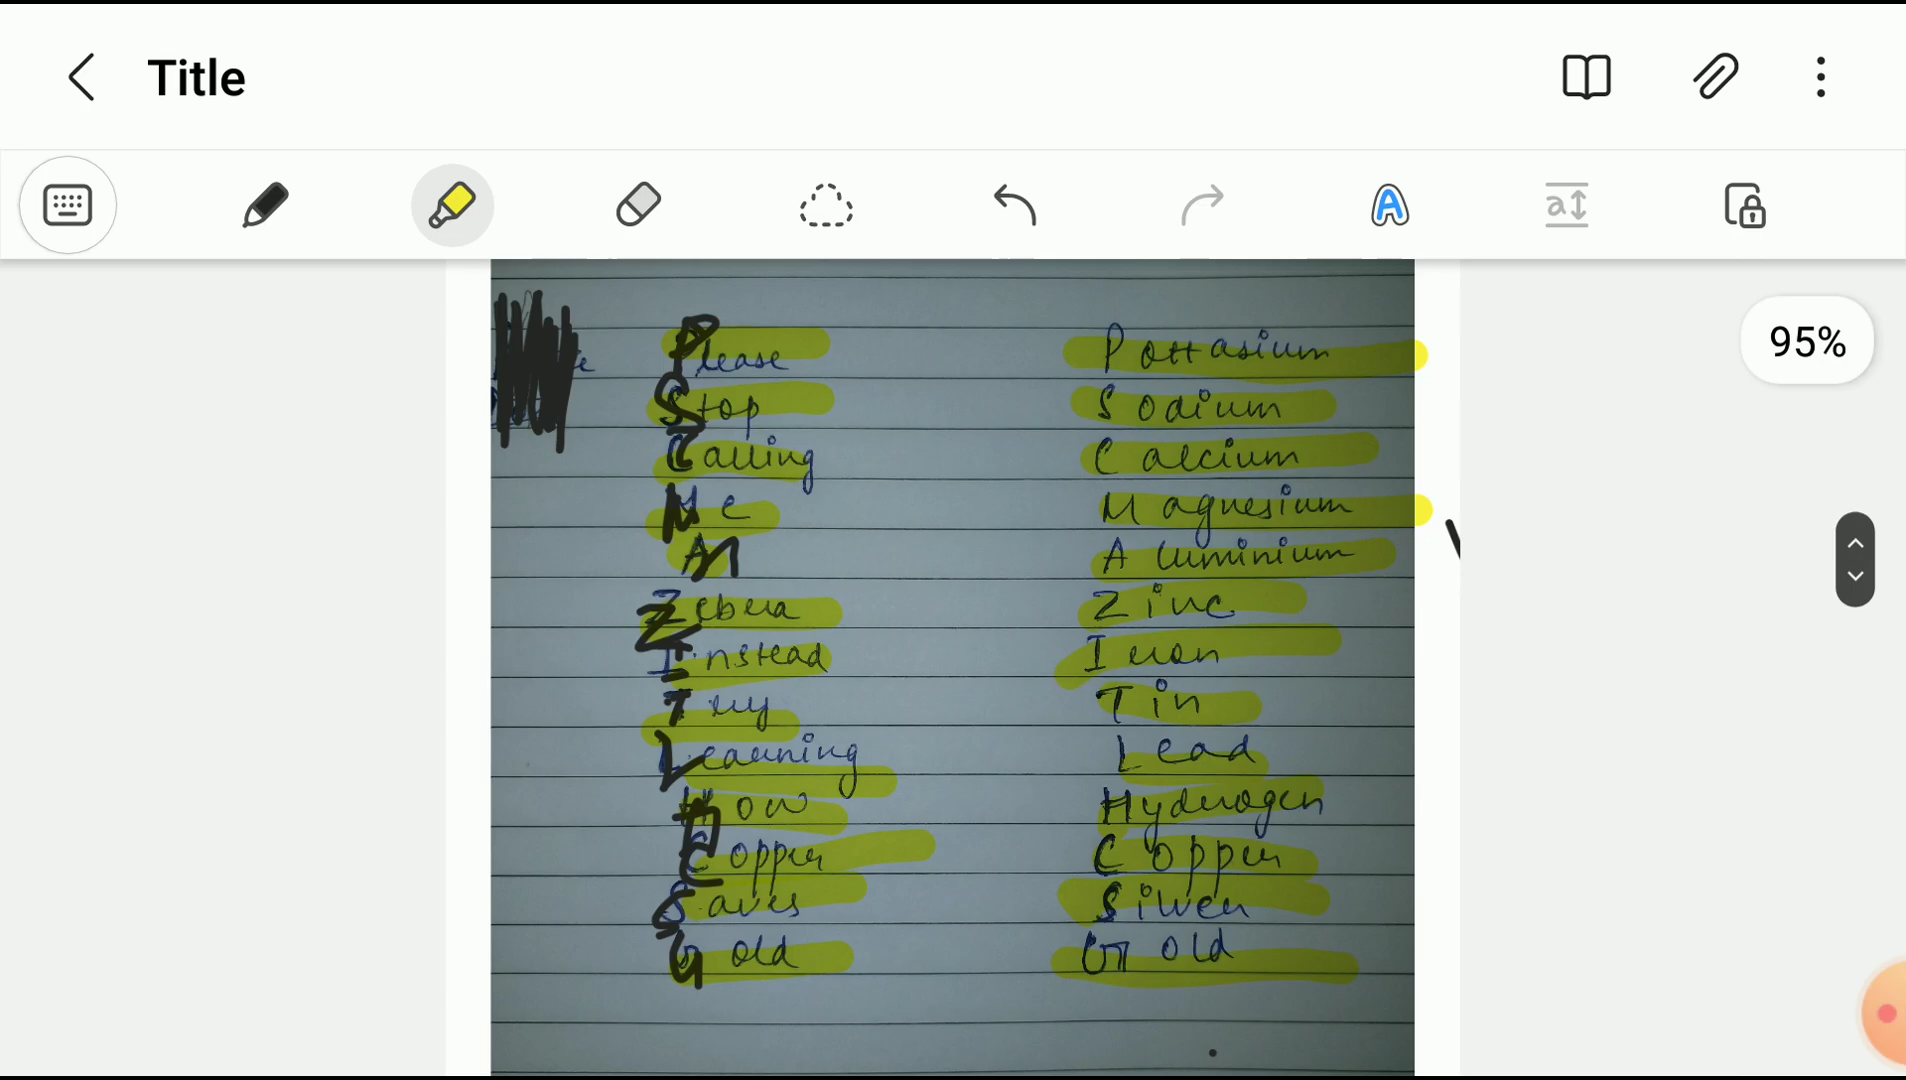 Title
95%
Please Pottasium
Stop Sodium
Calling Calcium
Me Magnesium
A Aluminium
Zebera Zinc
Instead Iron
Try Tin
Learning Lead
How Hydrogen
Copper Copper
Saves Silver
Gold Gold